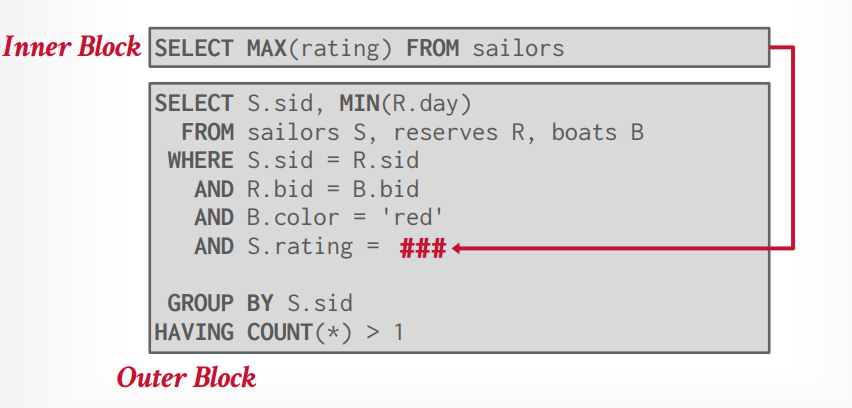 Inner Block SELECT MAX(rating) FROM sailors
SELECT S.sid, MIN(R.day)
FROM sailors S, reserves R, boats B
WHERE S.sid = R.sid
AND R.bid = B.bid
AND B.color = 'red'
AND S.rating = ###
GROUP BY S.sid
HAVING COUNT(*) > 1
Outer Block